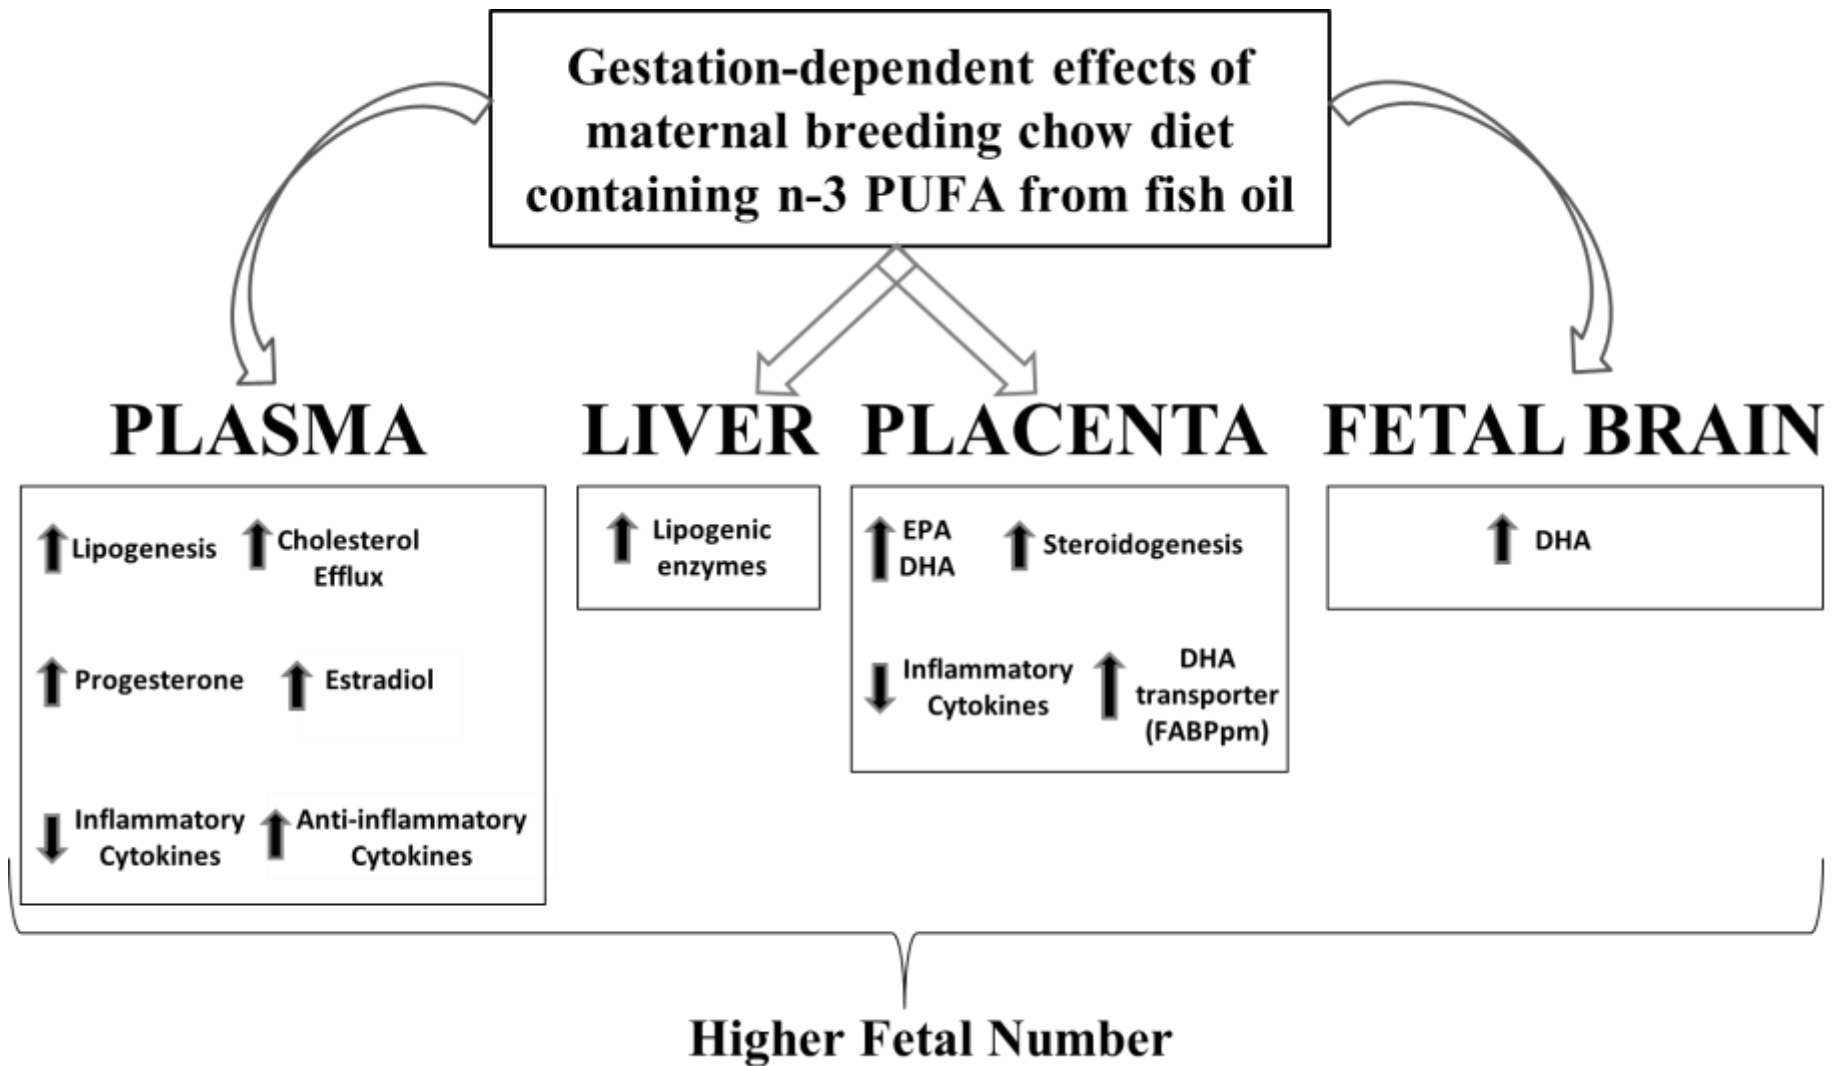 Gestation-dependent effects of
maternal breeding chow diet
containing n-3 PUFA from fish oil
PLASMA
Lipogenesis
Cholesterol
Efflux
Progesterone
Estradiol
Inflammatory
Cytokines
Anti-inflammatory
Cytokines
LIVER
Lipogenic
enzymes
PLACENTA
EPA
DHA
Steroidogenesis
Inflammatory
Cytokines
DHA
transporter
(FABPpm)
FETAL BRAIN
DHA
Higher Fetal Number